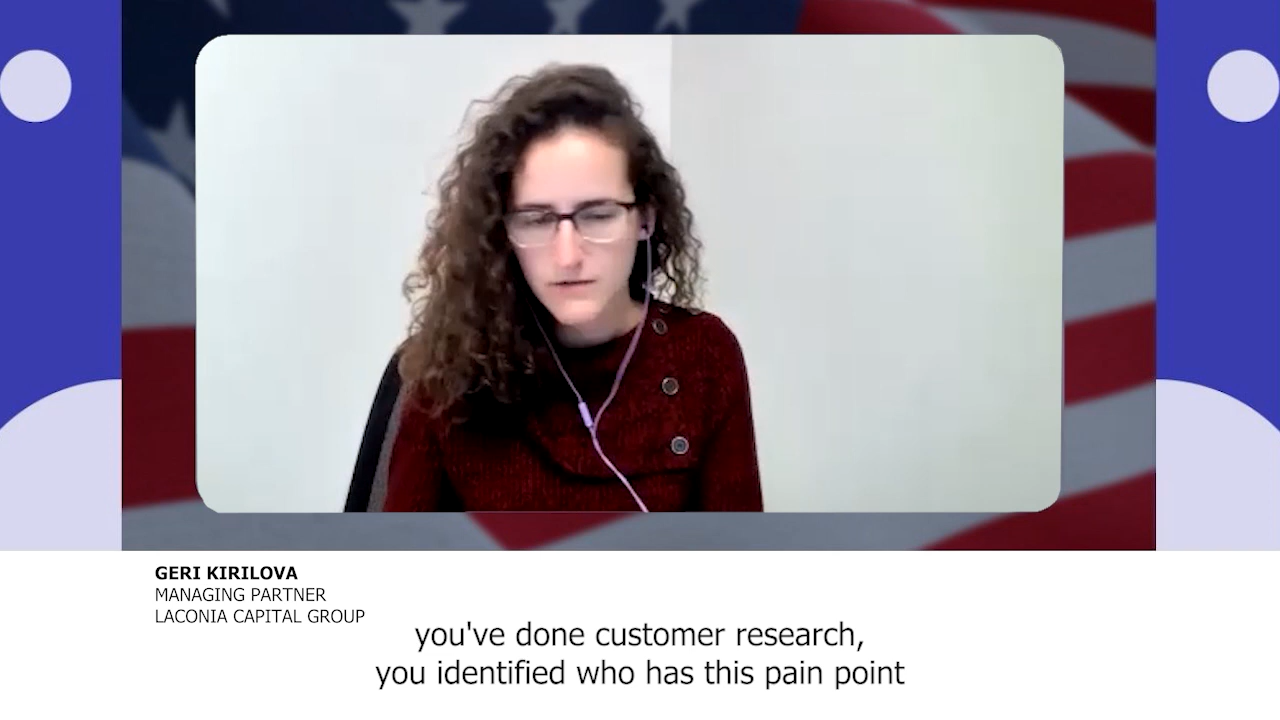 GERI KIRILOVA
MANAGING PARTNER
LACONIA CAPITAL GROUP
you've done customer research,
you identified who has this pain point